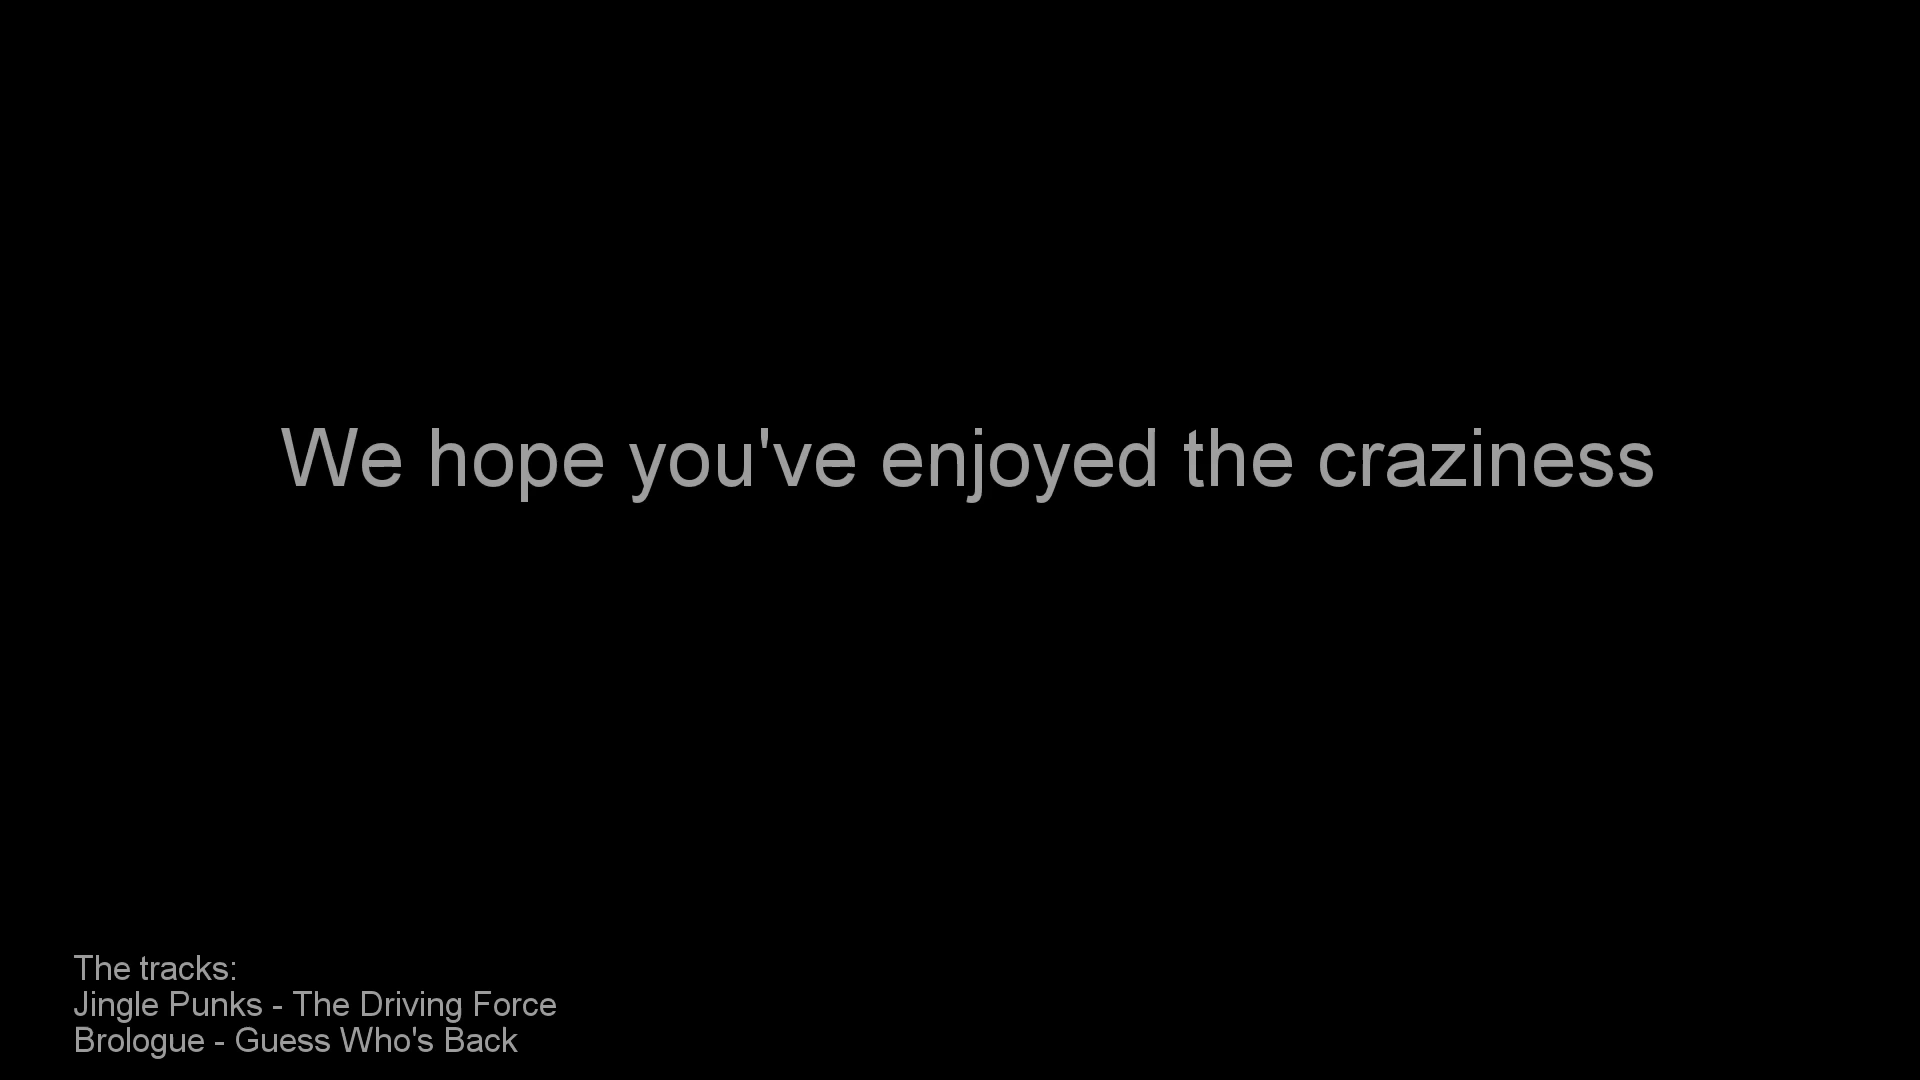 We hope you've enjoyed the craziness
The tracks:
Jingle Punks - The Driving Force
Brologue - Guess Who's Back